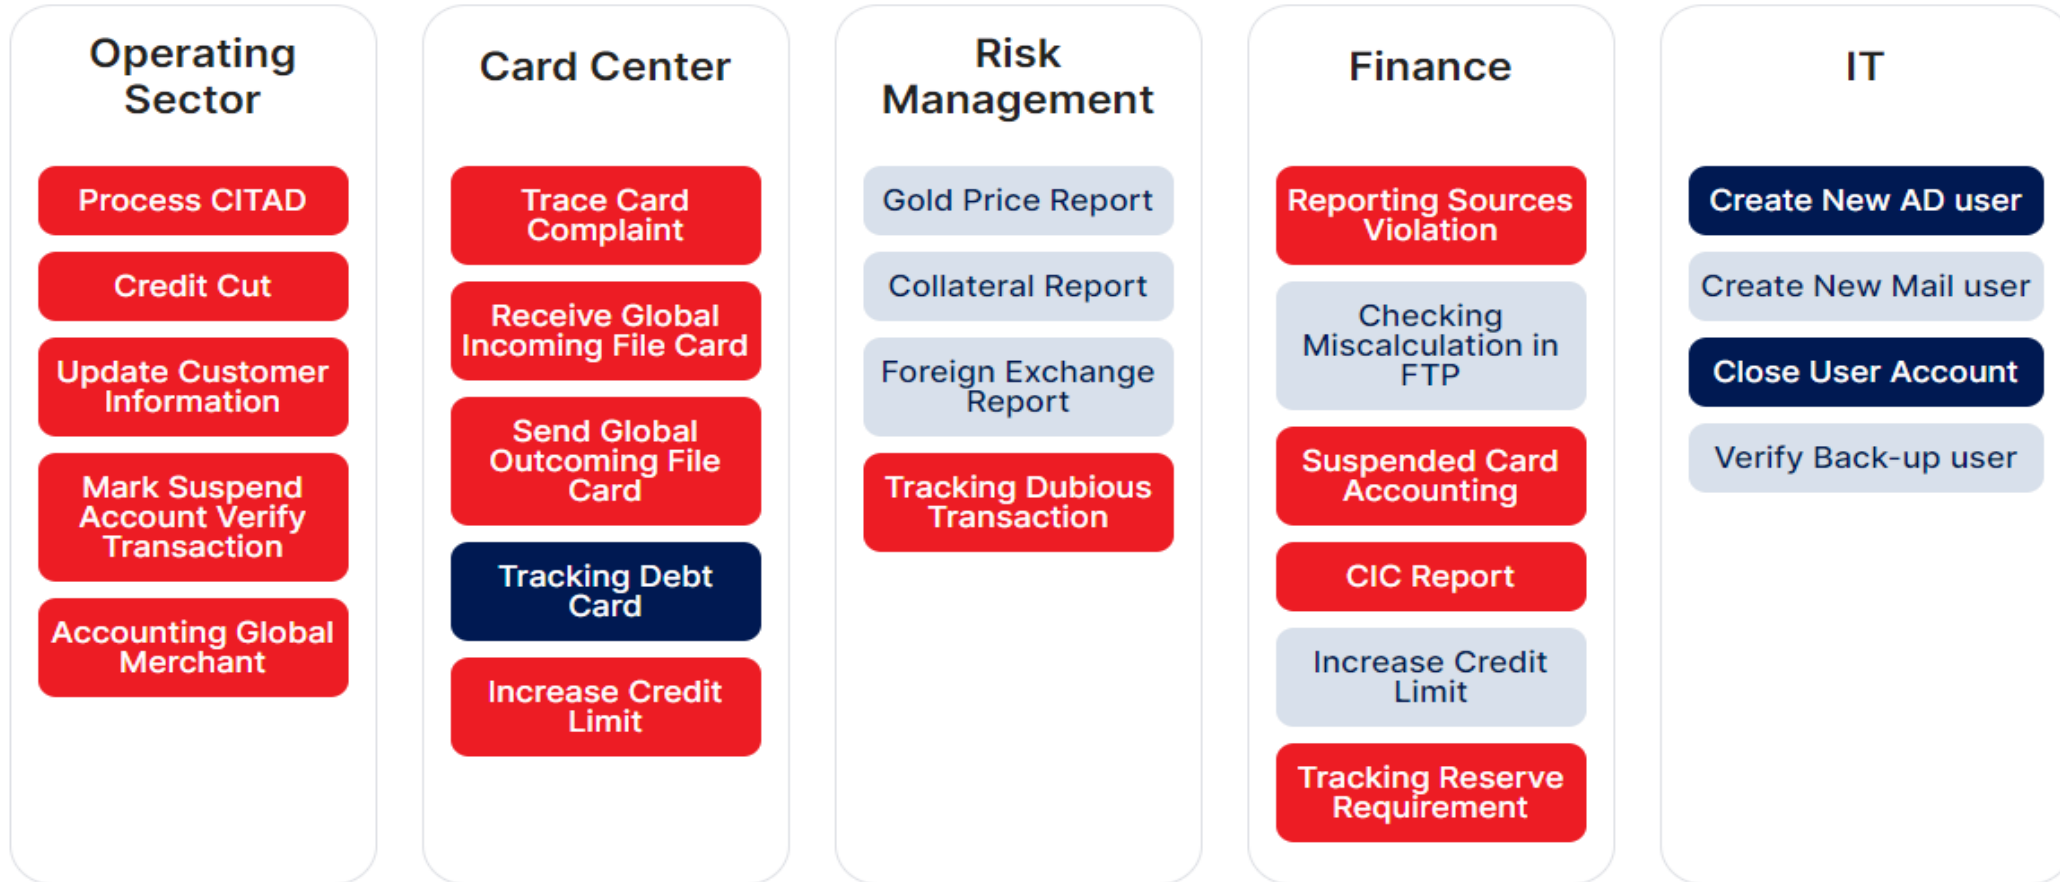 Operating
Sector
Process CITAD
Credit Cut
Update Customer
Information
Mark Suspend
Account Verify
Transaction
Accounting Global
Merchant
Card Center
Trace Card
Complaint
Receive Global
Incoming File Card
Send Global
Outcoming File
Card
Tracking Debt
Card
Increase Credit
Limit
Risk
Management
Gold Price Report
Collateral Report
Foreign Exchange
Report
Tracking Dubious
Transaction
Finance
Reporting Sources
Violation
Checking
Miscalculation in
FTP
Suspended Card
Accounting
CIC Report
Increase Credit
Limit
Tracking Reserve
Requirement
IT
Create New AD user
Create New Mail user
Close User Account
Verify Back-up user